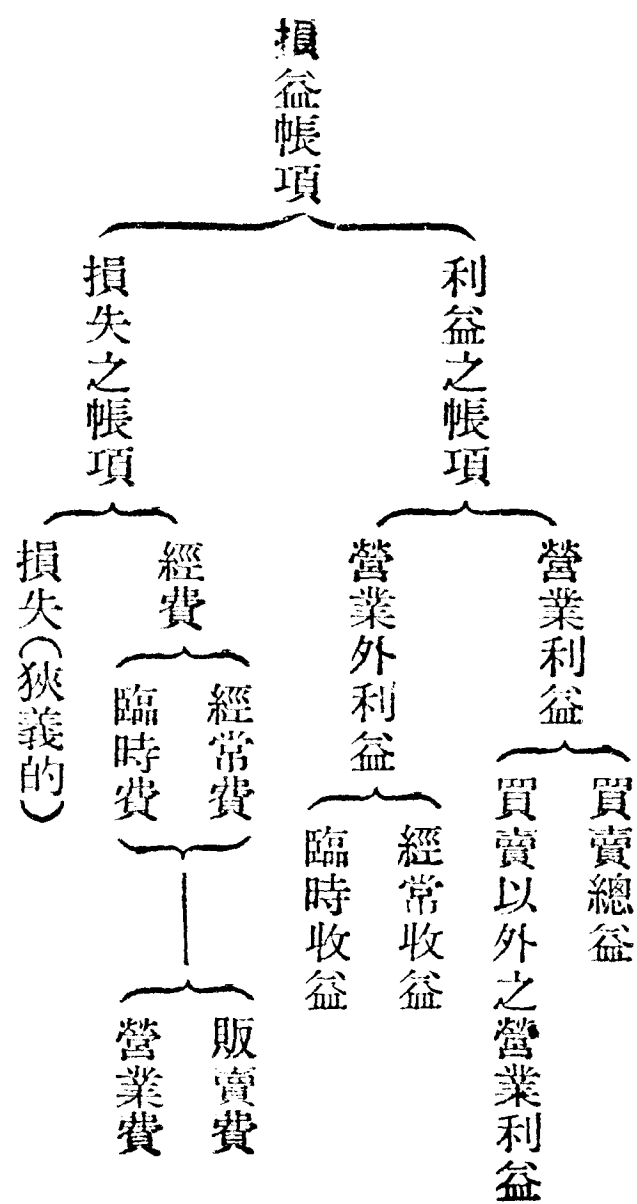 損益帳項
利益之帳項
營業利益
買賣總益
買賣以外之營業利益
營業外利益
經常收益
臨時收益
損失之帳項
經費
經常費
臨時費
販賣費
營業費
損失(狹義的)